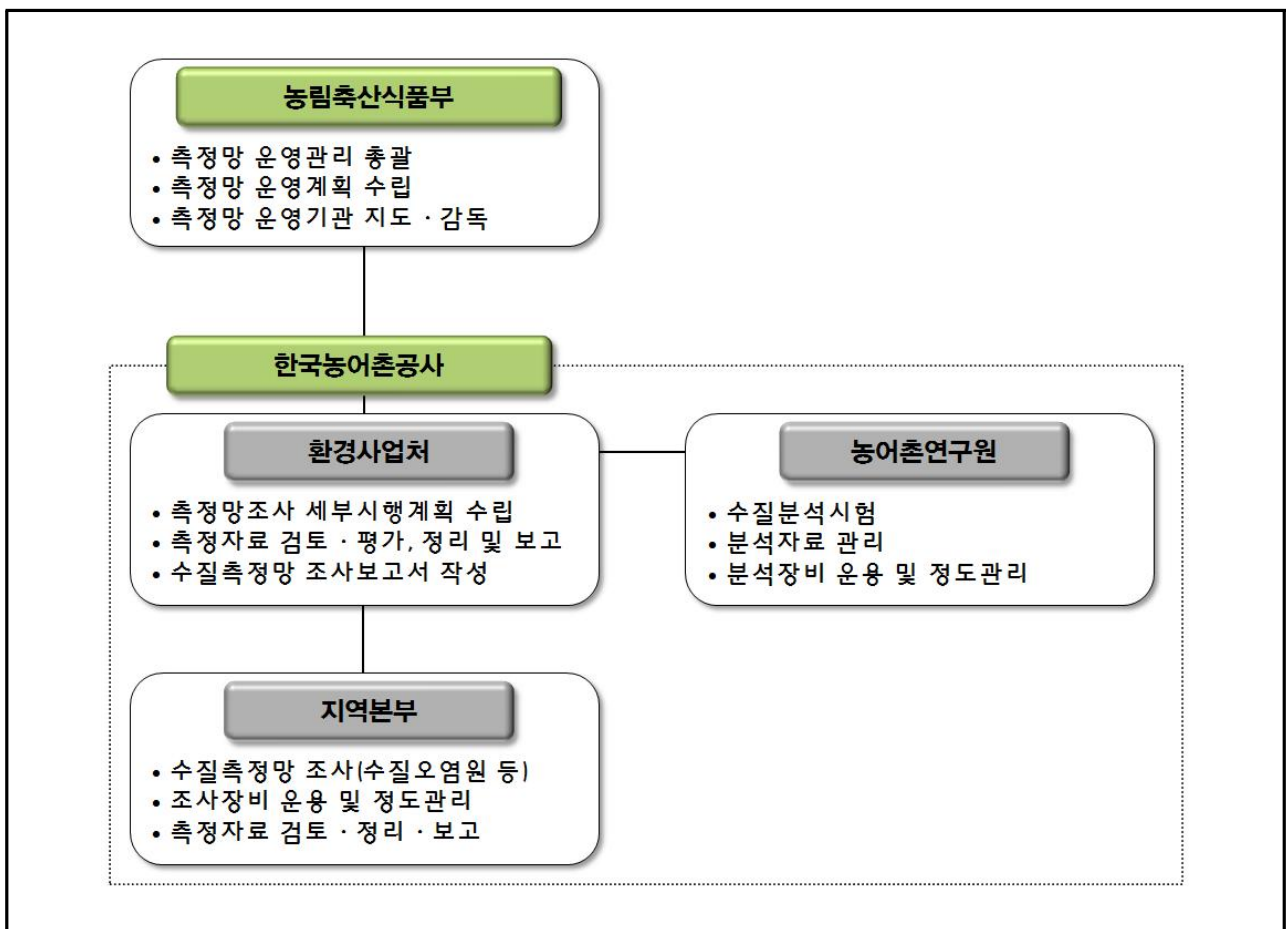 농림축산식품부
• 측정망 운영관리 총괄
• 측정망 운영계획 수립
• 측정망 운영기관 지도 · 감독
한국농어촌공사
환경사업처
• 측정망조사 세부시행계획 수립
• 측정자료 검토 · 평가, 정리 및 보고
• 수질측정망 조사보고서 작성
농어촌연구원
• 수질분석시험
• 분석자료 관리
• 분석장비 운용 및 정도관리
지역본부
• 수질측정망 조사(수질오염원 등)
• 조사장비 운용 및 정도관리
• 측정자료 검토 · 정리 · 보고